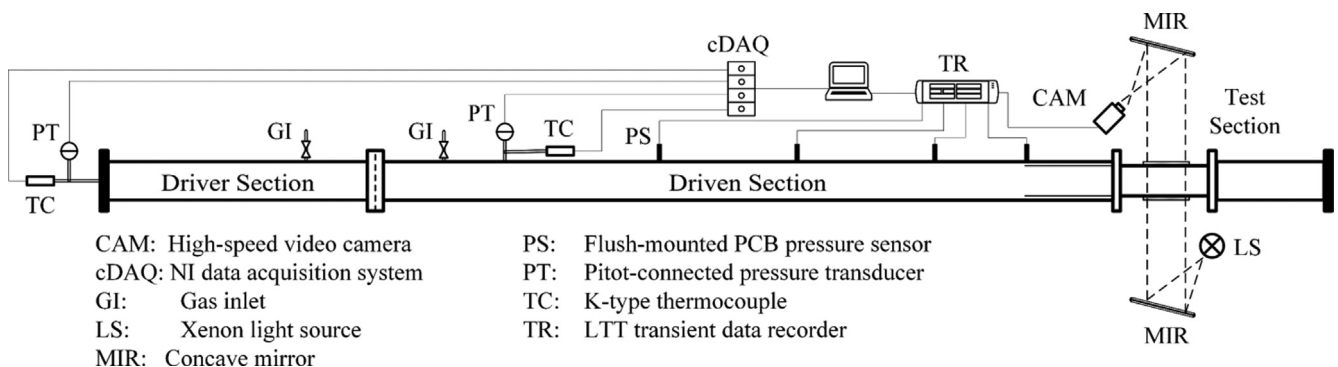 MIR
cDAQ
TR
CAM
Test
Section
PT
GI
GI
PT
TC
PS
TC
Driver Section
Driven Section
LS
MIR
CAM: High-speed video camera
cDAQ: NI data acquisition system
GI: Gas inlet
LS: Xenon light source
MIR: Concave mirror
PS: Flush-mounted PCB pressure sensor
PT: Pitot-connected pressure transducer
TC: K-type thermocouple
TR: LTT transient data recorder